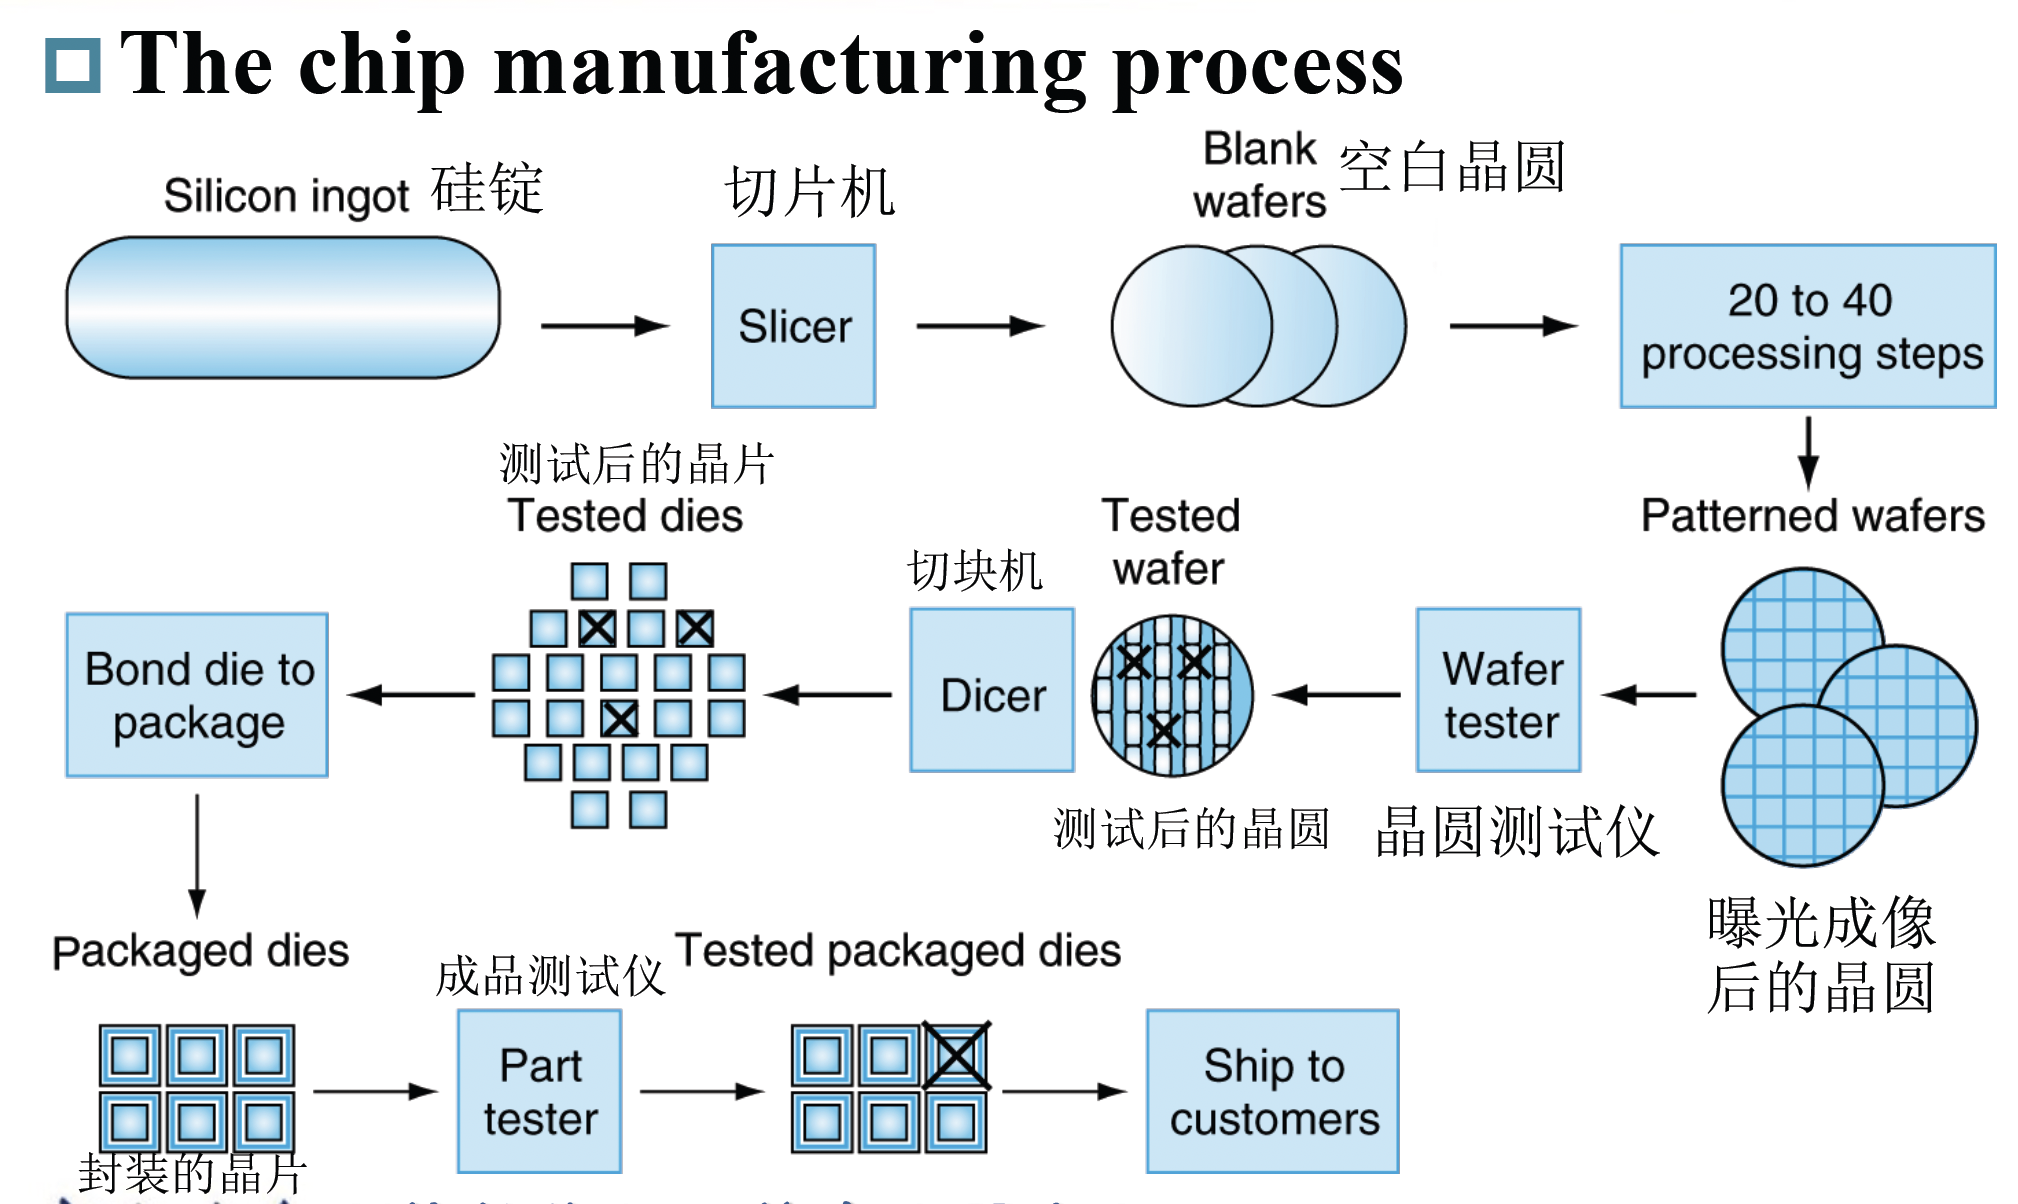 The chip manufacturing process
Silicon ingot 硅锭
切片机
Slicer
Blank
wafers
空白晶圆
20 to 40
processing steps
Patterned wafers
曝光成像
后的晶圆
Wafer
tester
晶圆测试仪
Tested
wafer
测试后的晶圆
切块机
Dicer
测试后的晶片
Tested dies
Bond die to
package
Packaged dies
封装的晶片
成品测试仪
Part
tester
Tested packaged dies
Ship to
customers